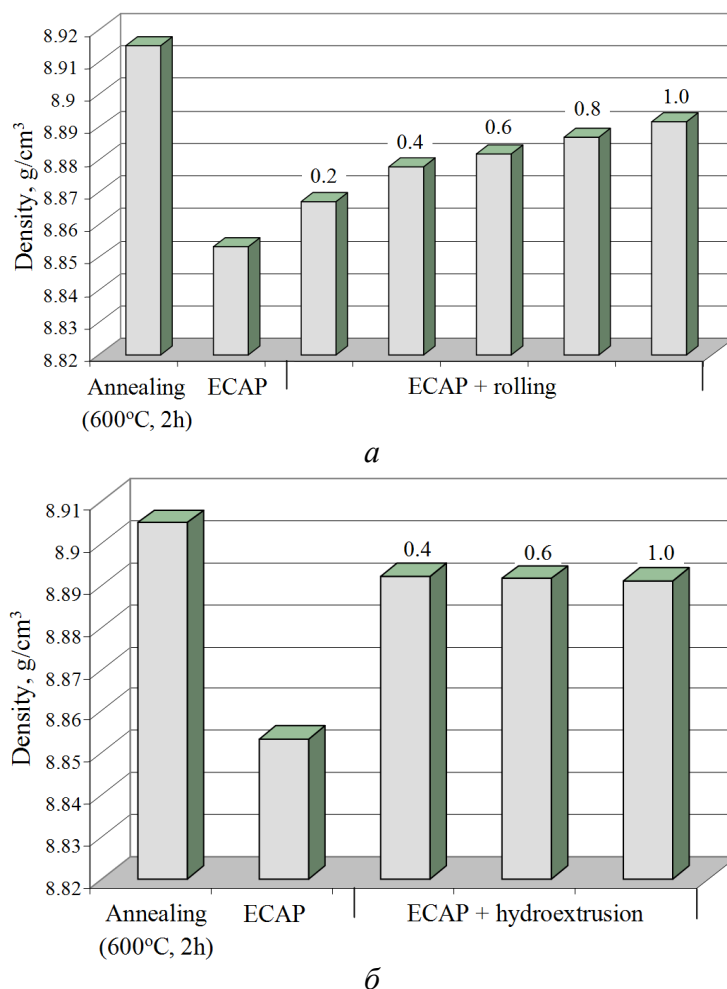 Density, g/cm³
8.92
8.91
8.9
8.89
8.88
8.87
8.86
8.85
8.84
8.83
8.82
0.2
0.4
0.6
0.8
1.0
Annealing
(600°C, 2h)
ECAP
ECAP + rolling
а
Density, g/cm³
8.91
8.9
8.89
8.88
8.87
8.86
8.85
8.84
8.83
8.82
0.4
0.6
1.0
Annealing
(600°C, 2h)
ECAP
ECAP + hydroextrusion
б